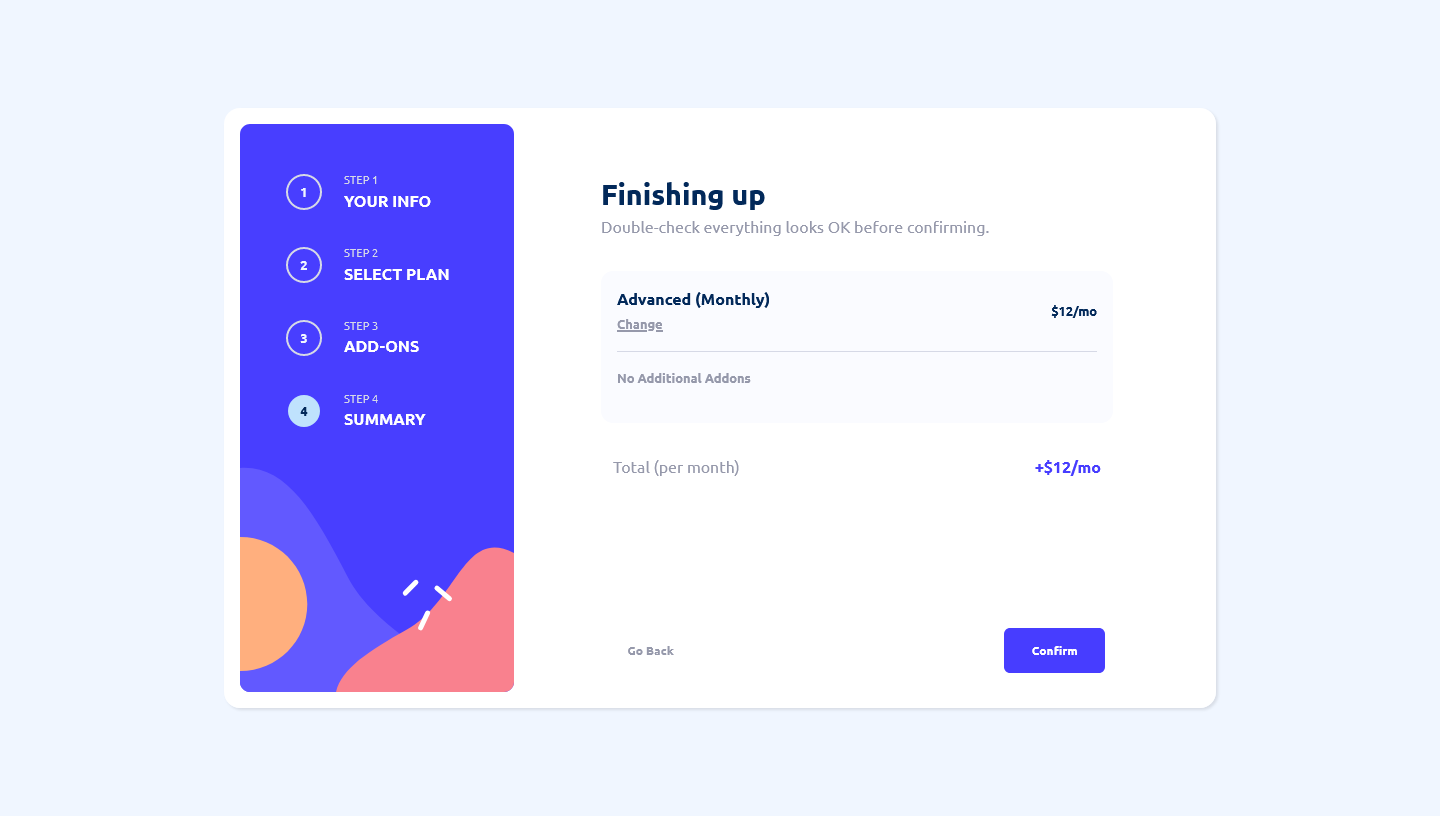 1
STEP 1
YOUR INFO
2
STEP 2
SELECT PLAN
3
STEP 3
ADD-ONS
4
STEP 4
SUMMARY
Finishing up
Double-check everything looks OK before confirming.
Advanced (Monthly)
Change
$12/mo
No Additional Addons
Total (per month)
+$12/mo
Go Back
Confirm